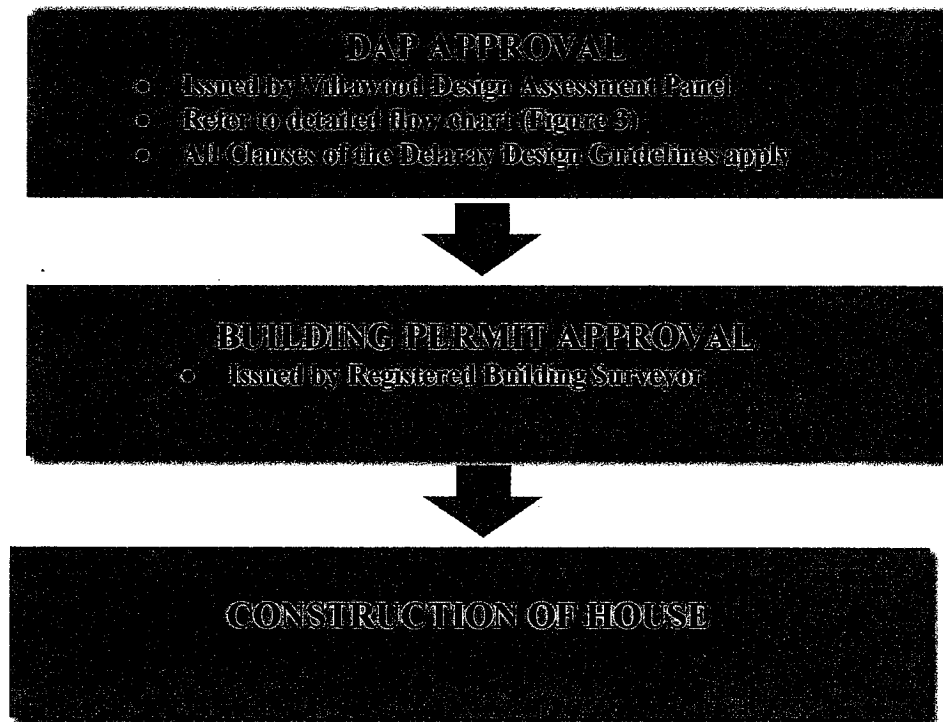 DAP APPROVAL
○ Issued by Villawood Design Assessment Panel
○ Refer to detailed flow chart (Figure 3)
○ All Clauses of the Delaray Design Guidelines apply
BUILDING PERMIT APPROVAL
○ Issued by Registered Building Surveyor
CONSTRUCTION OF HOUSE